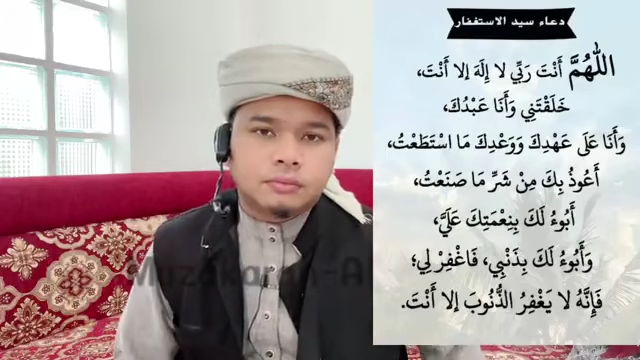 دعاء سيد الاستغفار
اللَّهُمَّ أَنْتَ رَبِّي لا إِلَهَ إلا أَنْتَ،
خَلَقْتَنِي وَأَنَا عَبْدُكَ،
وَأَنَا عَلَى عَهْدِكَ وَوَعْدِكَ مَا اسْتَطَعْتُ،
أَعُوذُ بِكَ مِنْ شَرِّ مَا صَنَعْتُ،
أَبُوءُ لَكَ بِنِعْمَتِكَ عَلَيَّ،
وَأَبُوءُ لَكَ بِذَنْبِي، فَاغْفِرْ لِي؛
فَإِنَّهُ لا يَغْفِرُ الذُّنُوبَ إلا أَنْتَ.